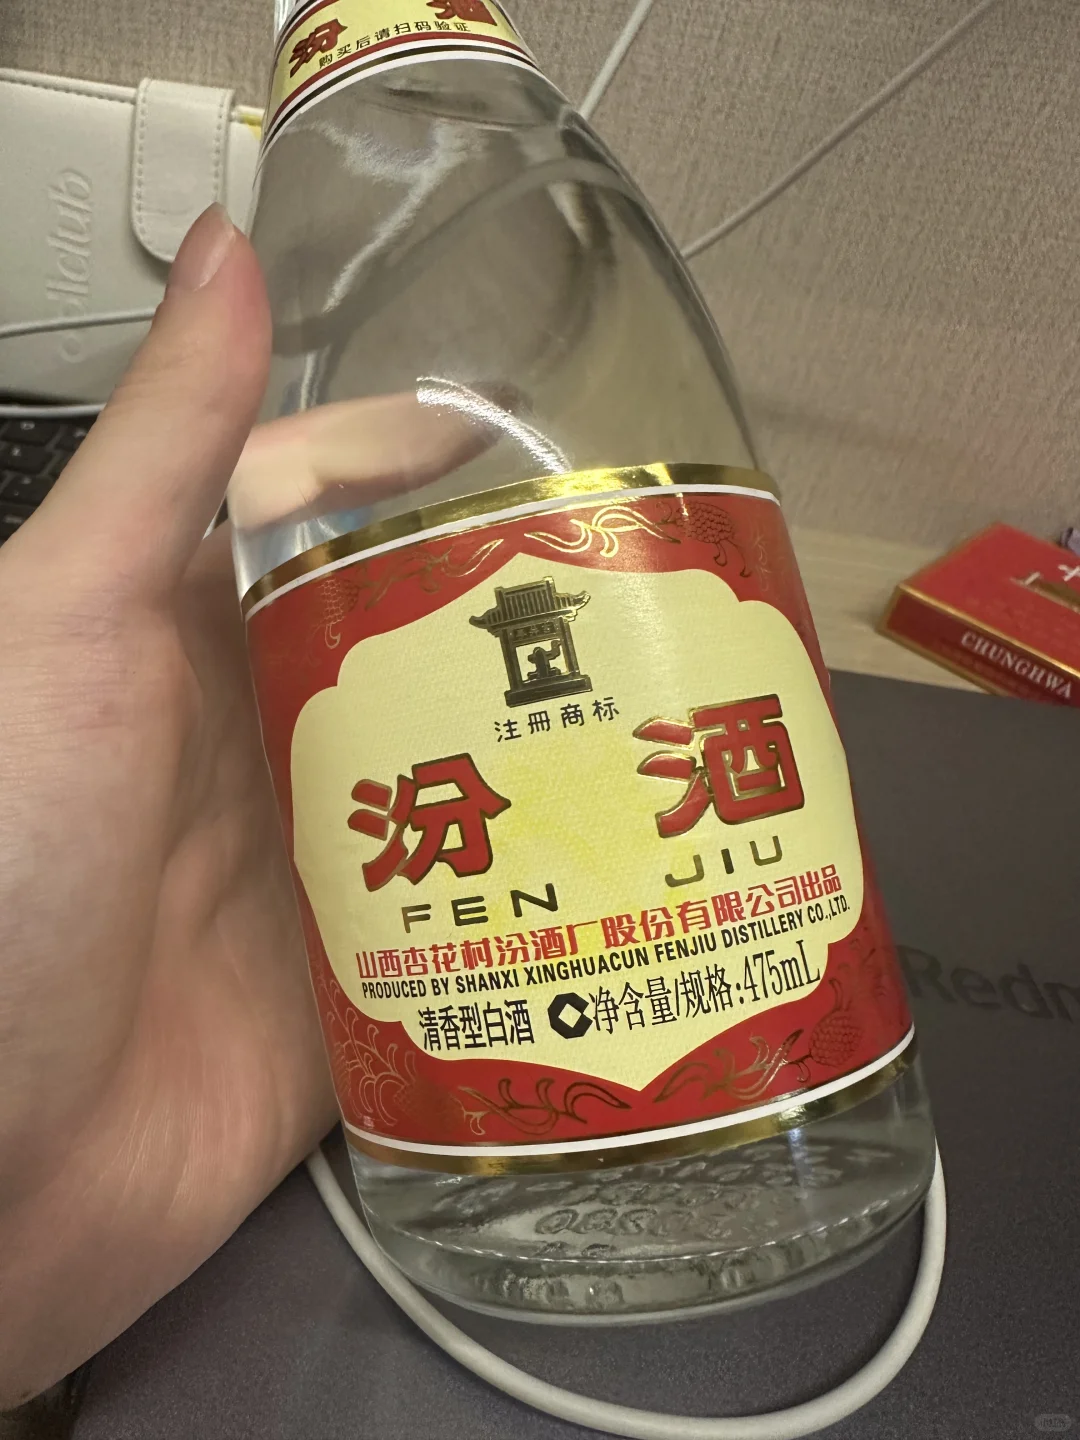 汾 酒
购买后请扫码验证
注册商标
汾 酒
FEN JIU
山西杏花村汾酒厂股份有限公司出品
PRODUCED BY SHANXI XINGHUACUN FENJIU DISTILLERY CO.,LTD.
清香型白酒 净含量/规格:475mL
CHUNGHWA